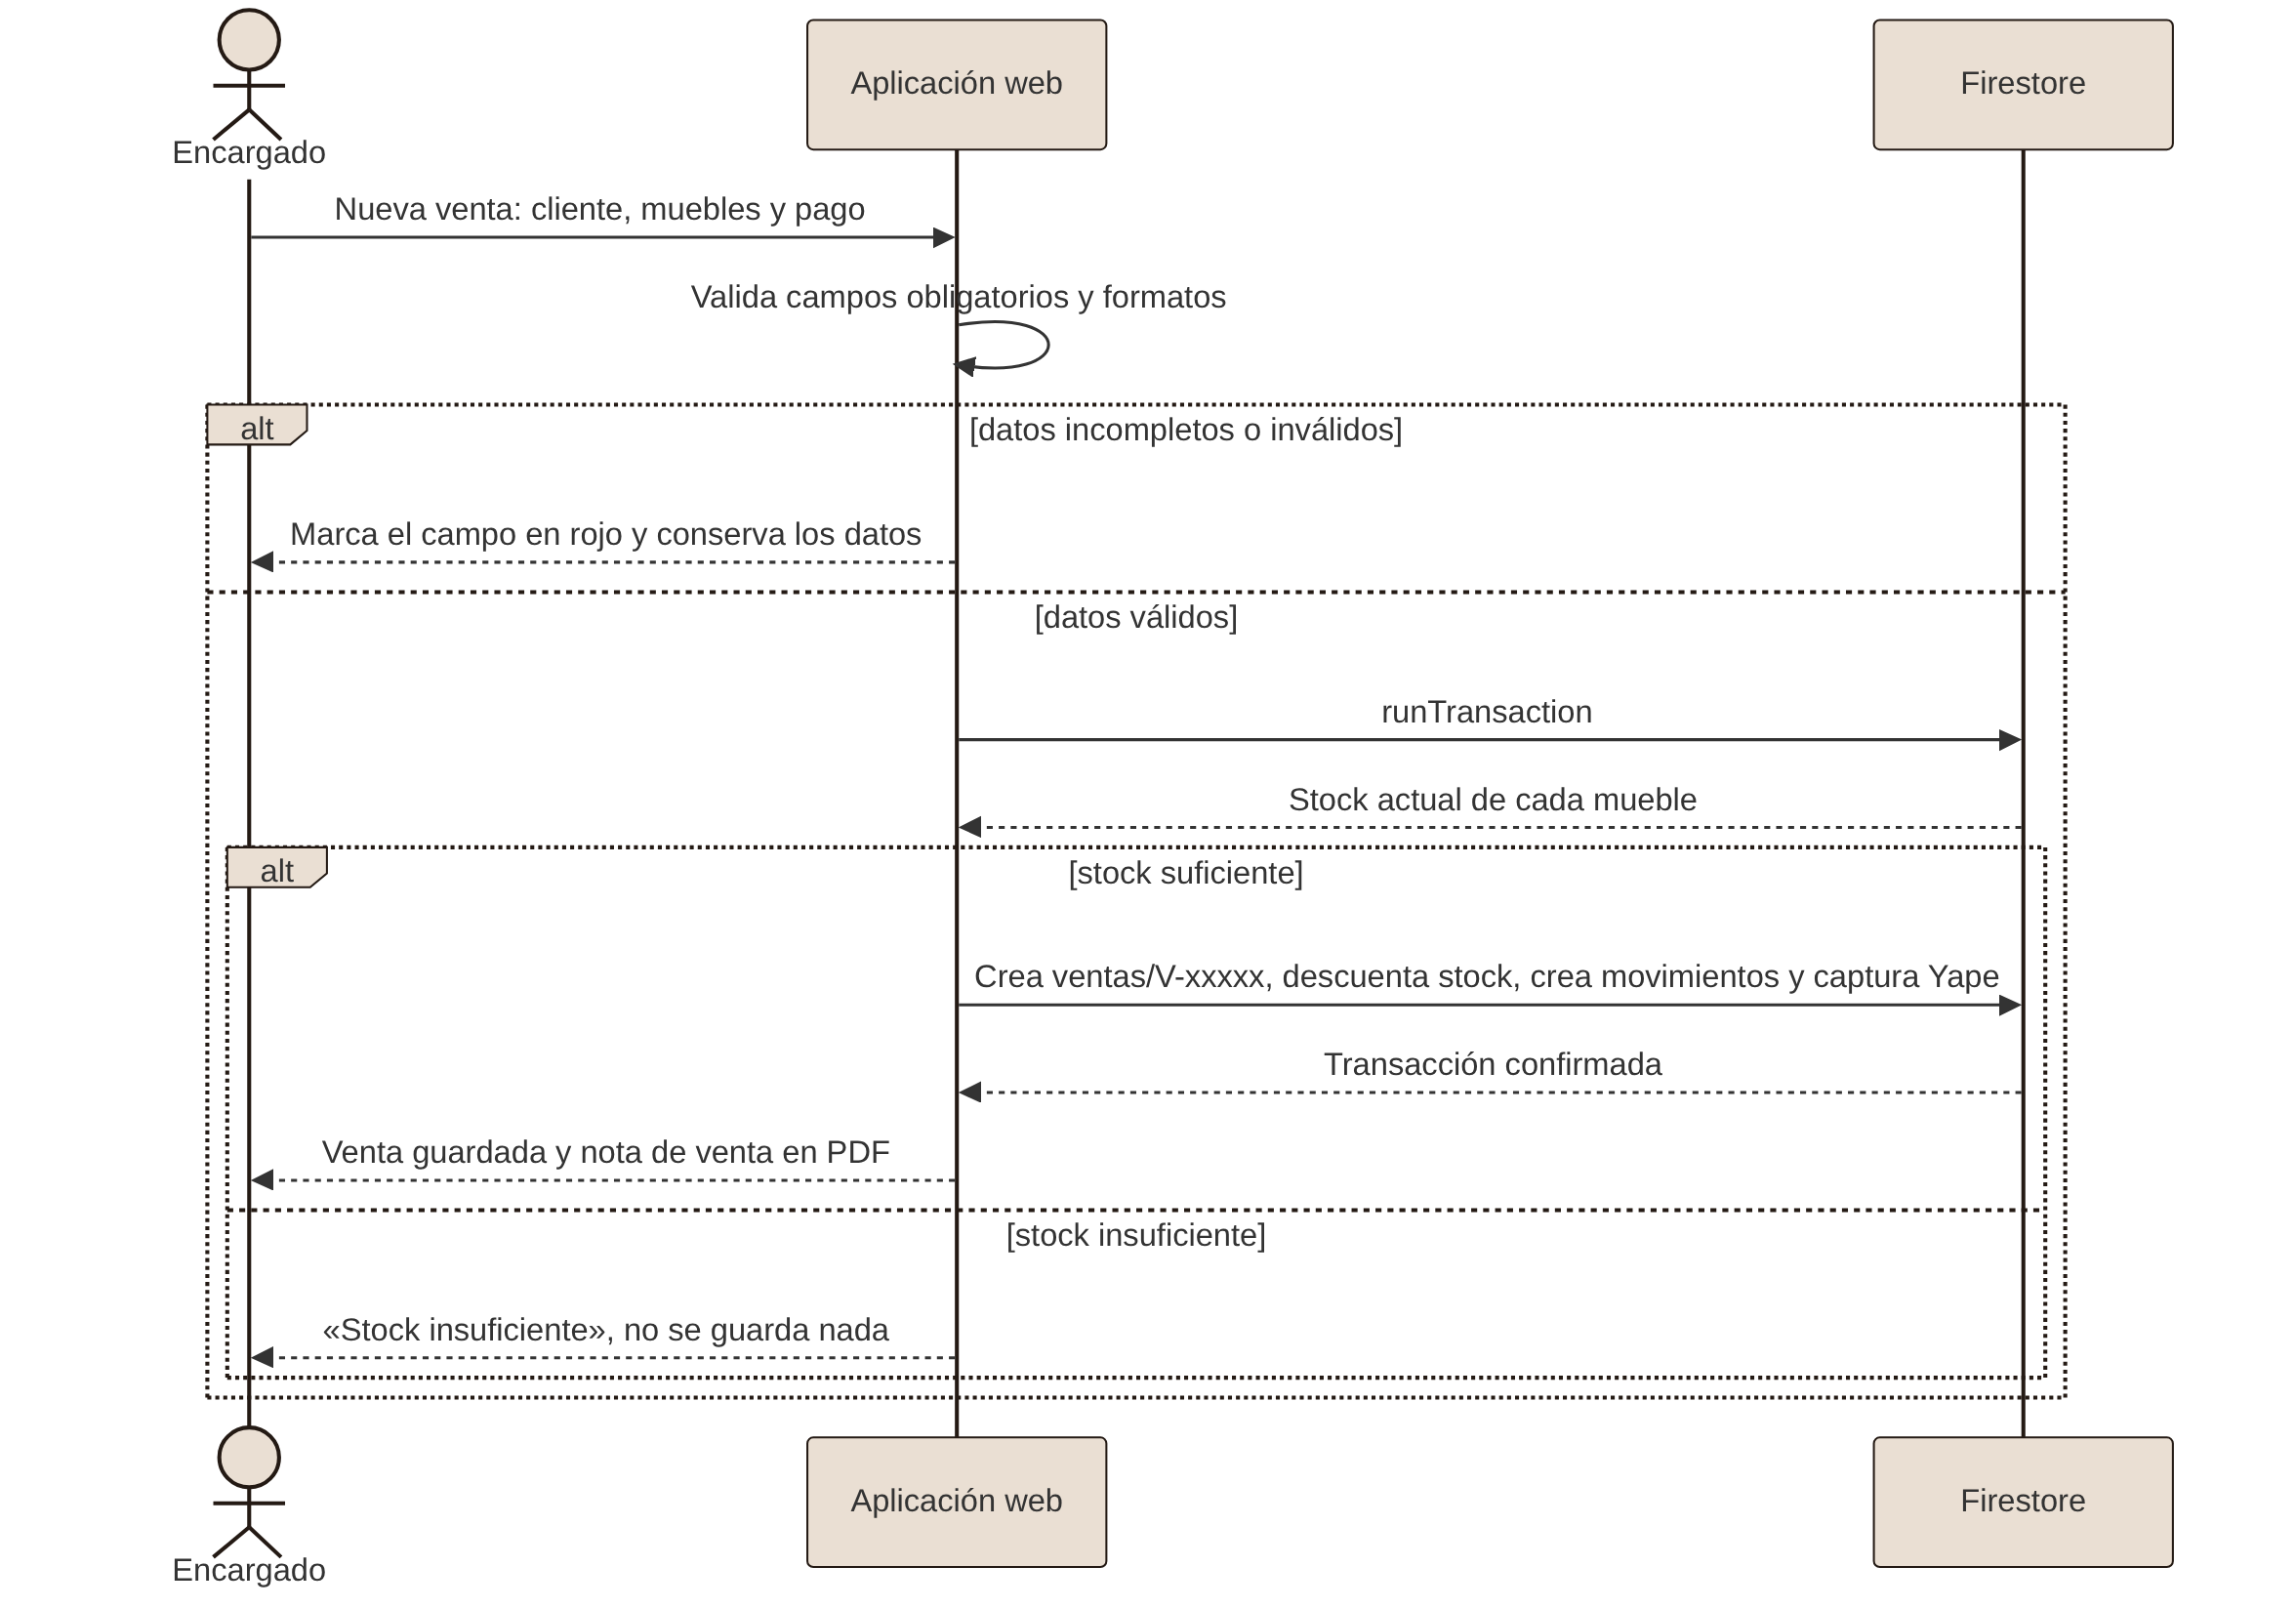 Encargado
Aplicación web
Firestore
Nueva venta: cliente, muebles y pago
Valida campos obligatorios y formatos
alt
[datos incompletos o inválidos]
Marca el campo en rojo y conserva los datos
[datos válidos]
runTransaction
Stock actual de cada mueble
alt
[stock suficiente]
Crea ventas/V-xxxxx, descuenta stock, crea movimientos y captura Yape
Transacción confirmada
Venta guardada y nota de venta en PDF
[stock insuficiente]
«Stock insuficiente», no se guarda nada
Encargado
Aplicación web
Firestore